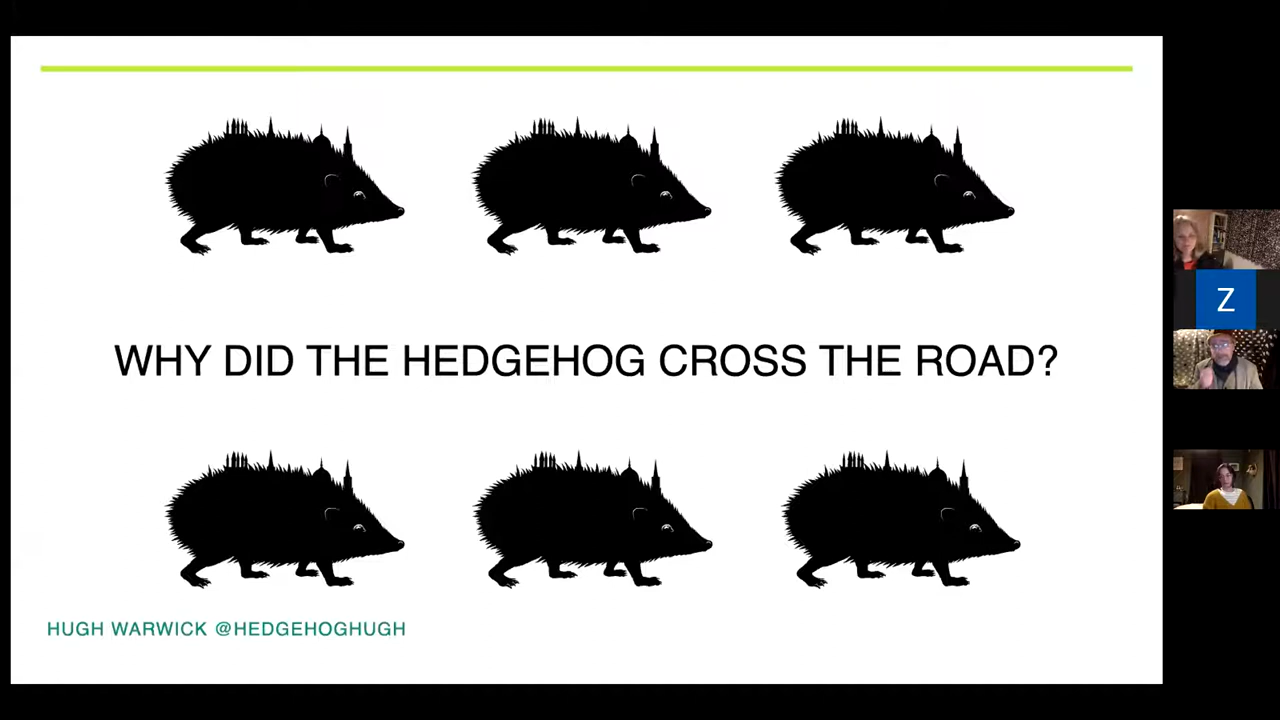 WHY DID THE HEDGEHOG CROSS THE ROAD?
Z
HUGH WARWICK @HEDGEHOGHUGH